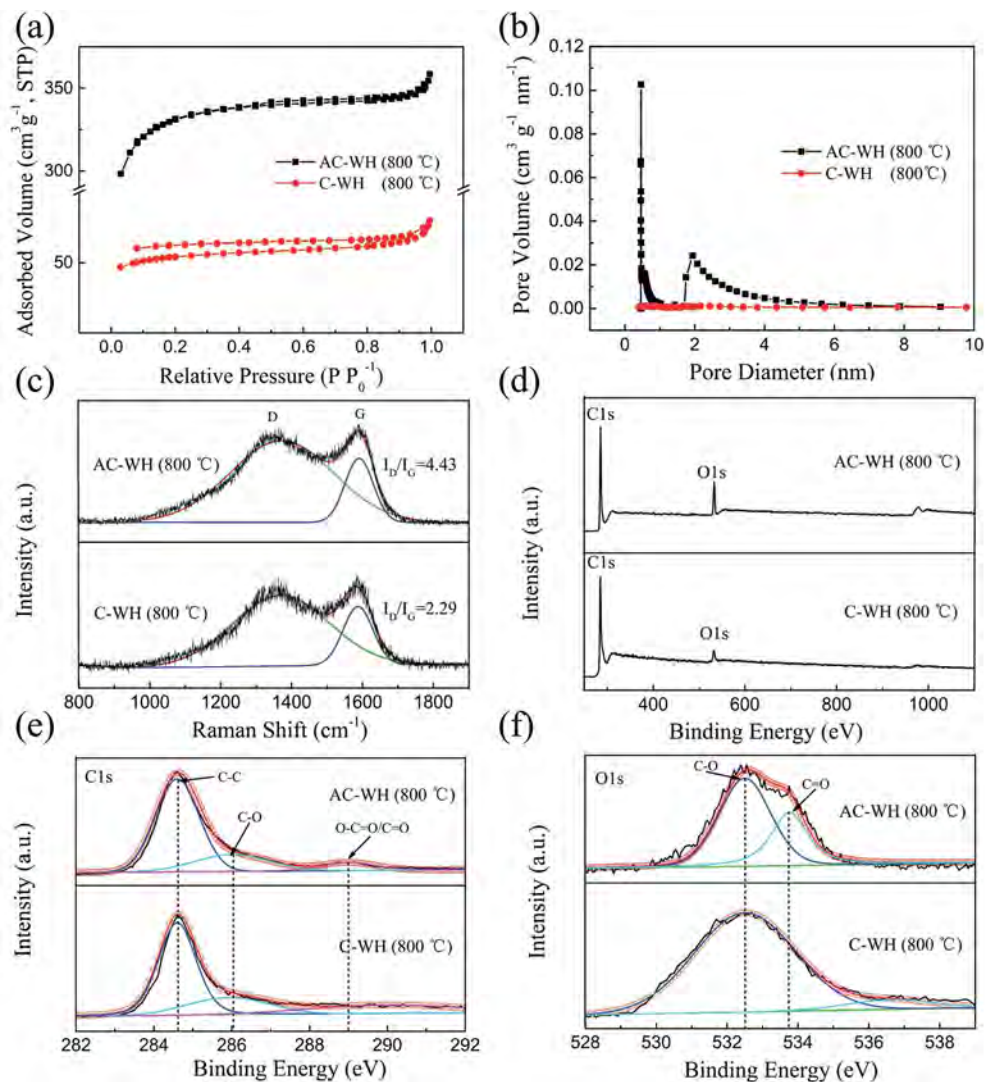 (a)
Adsorbed Volume (cm³ g⁻¹, STP)
350
300
50
AC-WH (800 ℃)
C-WH (800 ℃)
0.0 0.2 0.4 0.6 0.8 1.0
Relative Pressure (P P₀⁻¹)
(b)
Pore Volume (cm³ g⁻¹ nm⁻¹)
0.12
0.10
0.08
0.06
0.04
0.02
0.00
AC-WH (800 ℃)
C-WH (800℃)
0 2 4 6 8 10
Pore Diameter (nm)
(c)
Intensity (a.u.)
D G
AC-WH (800 ℃)
I_D/I_G=4.43
C-WH (800 ℃)
I_D/I_G=2.29
800 1000 1200 1400 1600 1800
Raman Shift (cm⁻¹)
(d)
Intensity (a.u.)
C1s
O1s
AC-WH (800 ℃)
C1s
O1s
C-WH (800 ℃)
400 600 800 1000
Binding Energy (eV)
(e)
Intensity (a.u.)
C1s
C-C
AC-WH (800 ℃)
C-O
O-C=O/C=O
C-WH (800 ℃)
282 284 286 288 290 292
Binding Energy (eV)
(f)
Intensity (a.u.)
O1s
C-O
C=O
AC-WH (800 ℃)
C-WH (800 ℃)
528 530 532 534 536 538
Binding Energy (eV)